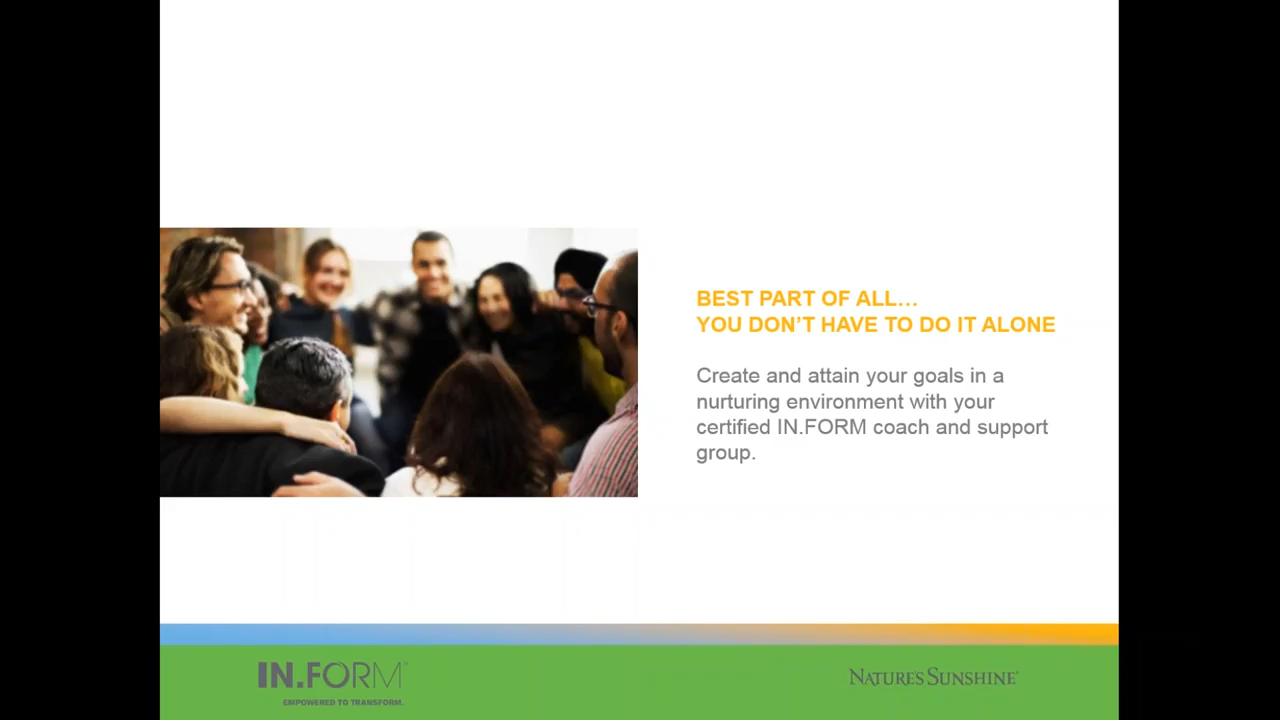 BEST PART OF ALL…
YOU DON’T HAVE TO DO IT ALONE
Create and attain your goals in a
nurturing environment with your
certified IN.FORM coach and support
group.
IN.FORM
EMPOWERED TO TRANSFORM.
NATURE'S SUNSHINE